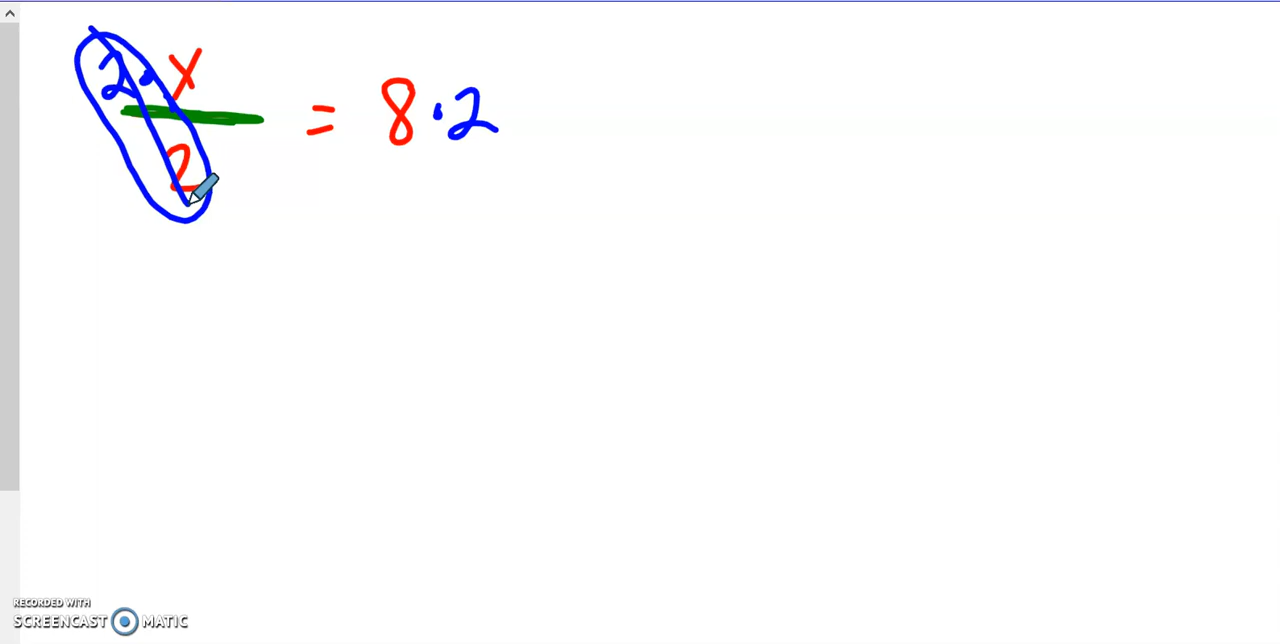 2 · x
2
= 8 · 2
RECORDED WITH
SCREENCAST MATIC